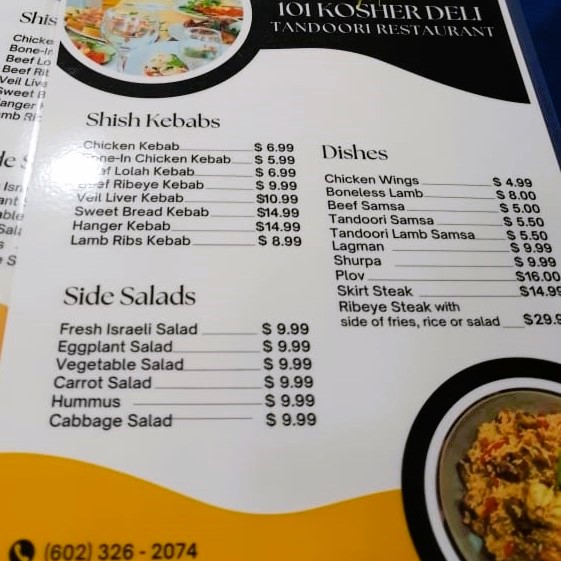 101 KOSHER DELI
TANDOORI RESTAURANT
Shish Kebabs
Chicken Kebab $ 6.99
Bone-In Chicken Kebab $ 5.99
Beef Lolah Kebab $ 6.99
Beef Ribeye Kebab $ 9.99
Veil Liver Kebab $10.99
Sweet Bread Kebab $14.99
Hanger Kebab $14.99
Lamb Ribs Kebab $ 8.99
Side Salads
Fresh Israeli Salad $ 9.99
Eggplant Salad $ 9.99
Vegetable Salad $ 9.99
Carrot Salad $ 9.99
Hummus $ 9.99
Cabbage Salad $ 9.99
Dishes
Chicken Wings $ 4.99
Boneless Lamb $ 8.00
Beef Samsa $ 5.00
Tandoori Samsa $ 5.50
Tandoori Lamb Samsa $ 5.50
Lagman $ 9.99
Shurpa $ 9.99
Plov $16.00
Skirt Steak $14.99
Ribeye Steak with
side of fries, rice or salad $29.9
(602) 326 - 2074